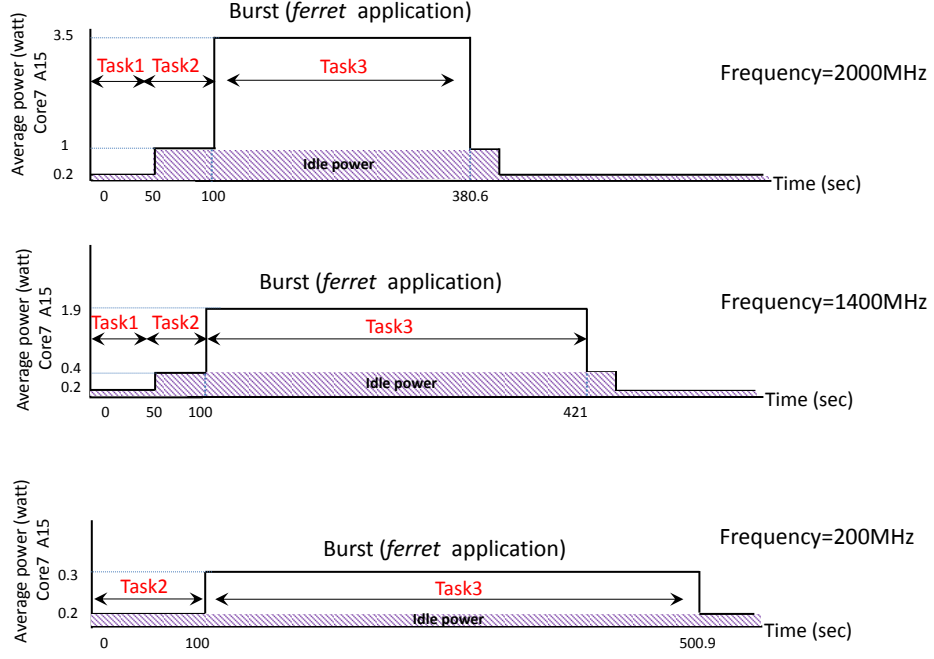 Burst (ferret application)
Average power (watt)
Core7 A15
3.5
1
0.2
Task1
Task2
Task3
Frequency=2000MHz
Idle power
Time (sec)
0
50
100
380.6
Burst (ferret application)
Average power (watt)
Core7 A15
1.9
0.4
0.2
Task1
Task2
Task3
Frequency=1400MHz
Idle power
Time (sec)
0
50
100
421
Burst (ferret application)
Average power (watt)
Core7 A15
0.3
0.2
Task2
Task3
Frequency=200MHz
Idle power
Time (sec)
0
100
500.9